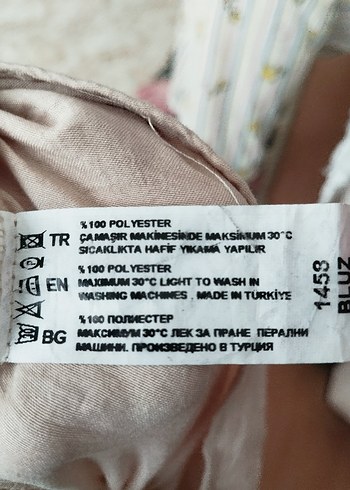 %100 POLYESTER
TR ÇAMAŞIR MAKİNESİNDE MAKSİMUM 30°C
SICAKLIKTA HAFİF YIKAMA YAPILIR
%100 POLYESTER
EN MAXIMUM 30°C LIGHT TO WASH IN
WASHING MACHINES . MADE IN TÜRKİYE
%100 ПОЛИЕСТЕР
BG МАКСИМУМ 30°C ЛЕК ЗА ПРАНЕ ПЕРАЛНИ
МАШИНИ. ПРОИЗВЕДЕНО В ТУРЦИЯ
1458
BLUZ